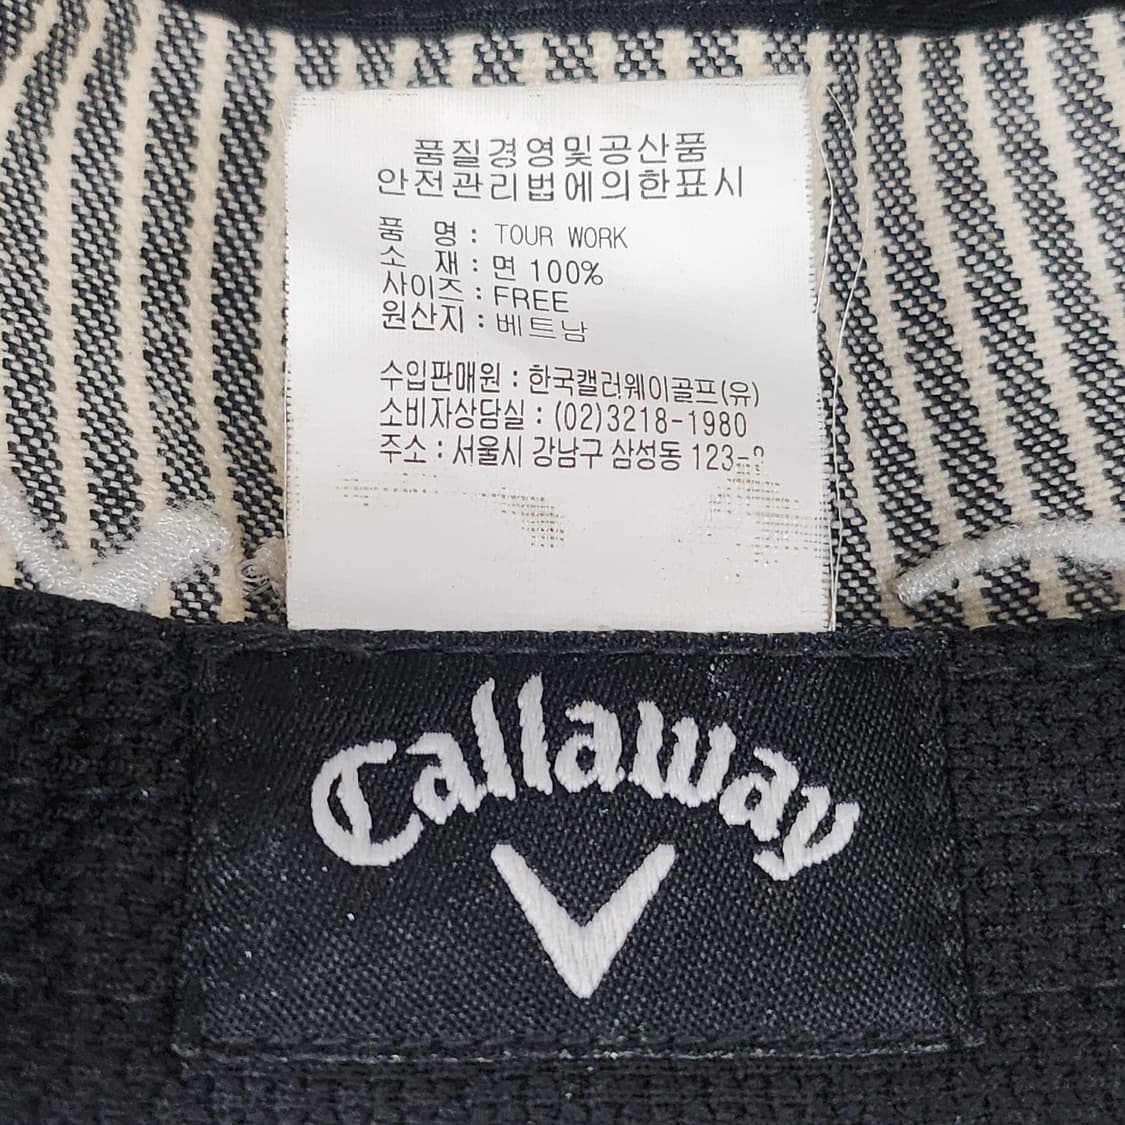 품질경영및공산품
안전관리법에의한표시
품 명 : TOUR WORK
소 재 : 면 100%
사이즈 : FREE
원산지 : 베트남
수입판매원 : 한국캘러웨이골프(유)
소비자상담실 : (02)3218-1980
주소 : 서울시 강남구 삼성동
Callaway